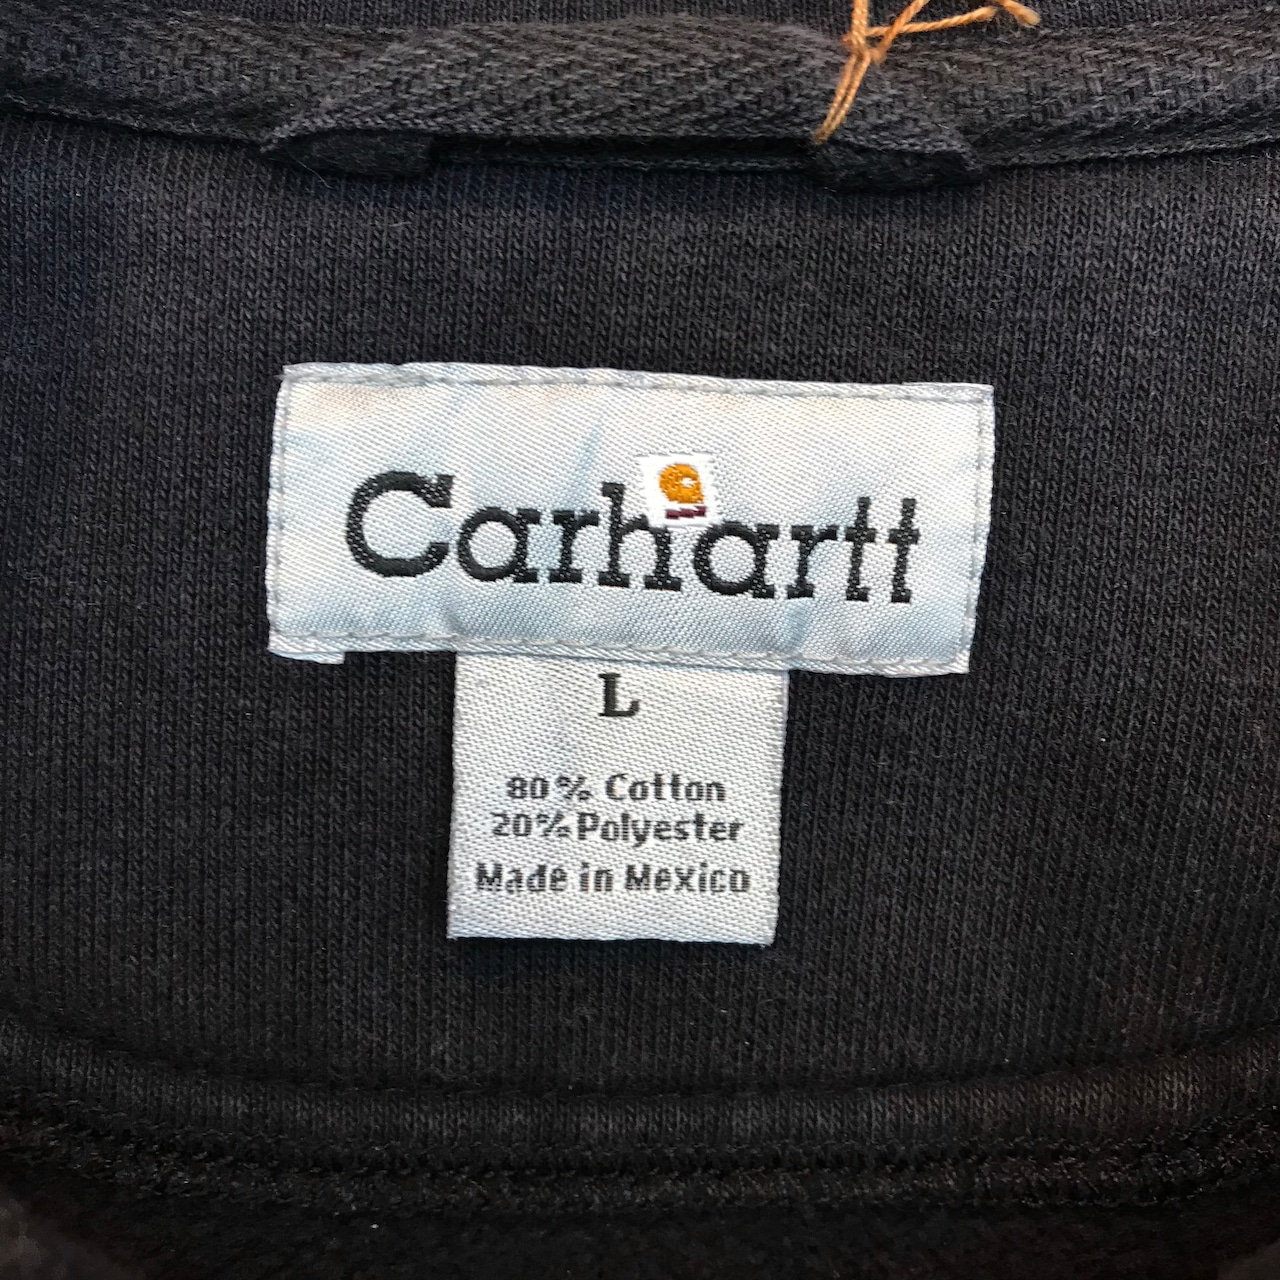 Carhartt
L
80% Cotton
20% Polyester
Made in Mexico